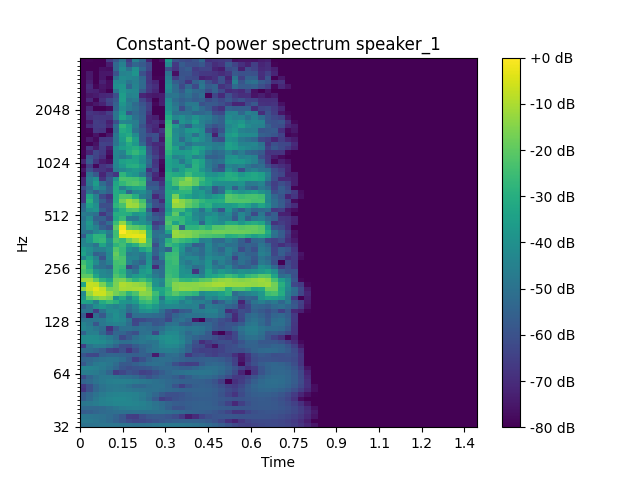 Constant-Q power spectrum speaker_1
Hz
2048
1024
512
256
128
64
32
0 0.15 0.3 0.45 0.6 0.75 0.9 1.1 1.2 1.4
Time
+0 dB
-10 dB
-20 dB
-30 dB
-40 dB
-50 dB
-60 dB
-70 dB
-80 dB